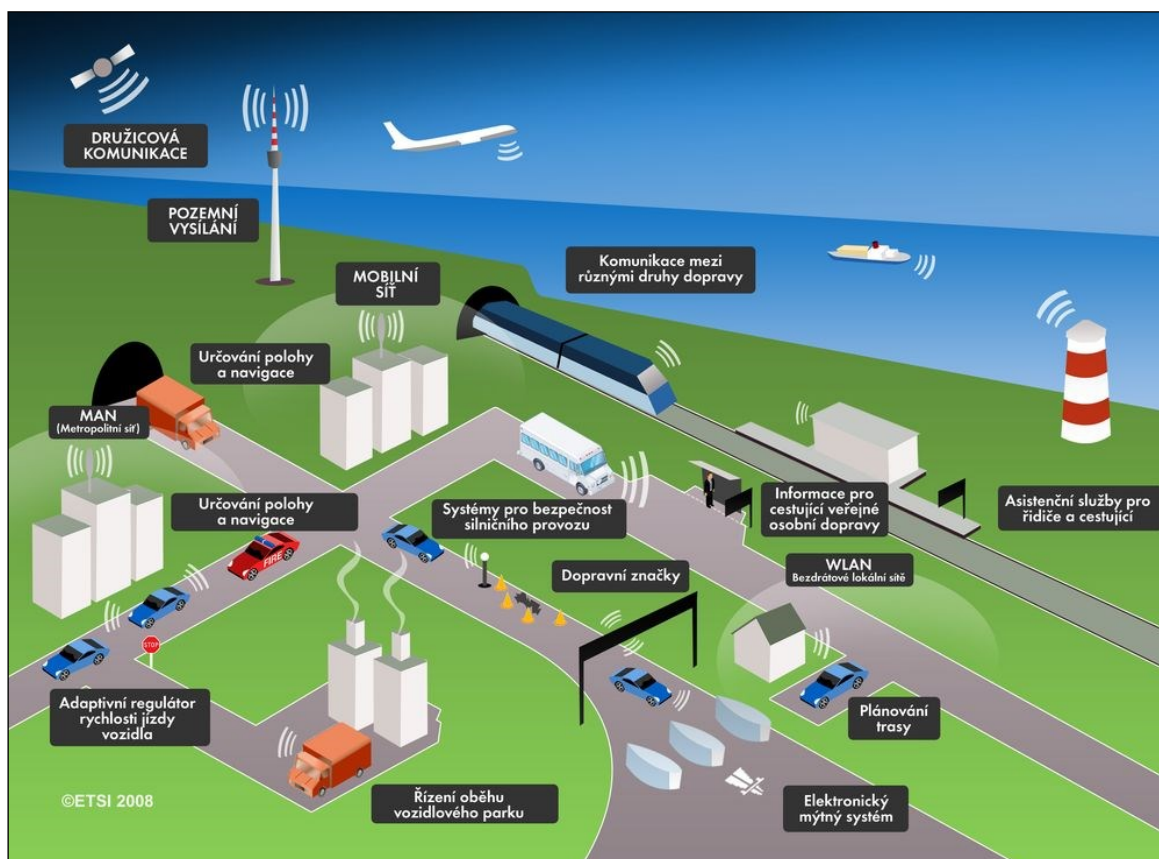 DRUŽICOVÁ
KOMUNIKACE
POZEMNÍ
VYSÍLÁNÍ
MOBILNÍ
SÍŤ
Komunikace mezi
různými druhy dopravy
Určování polohy
a navigace
MAN
(Metropolitní síť)
Určování polohy
a navigace
FIRE
Systémy pro bezpečnost
silničního provozu
Informace pro
cestující veřejné
osobní dopravy
Asistenční služby pro
řidiče a cestující
WLAN
Bezdrátové lokální sítě
Dopravní značky
STOP
Adaptivní regulátor
rychlosti jízdy
vozidla
Plánování
trasy
Řízení oběhu
vozidlového parku
Elektronický
mýtný systém
©ETSI 2008